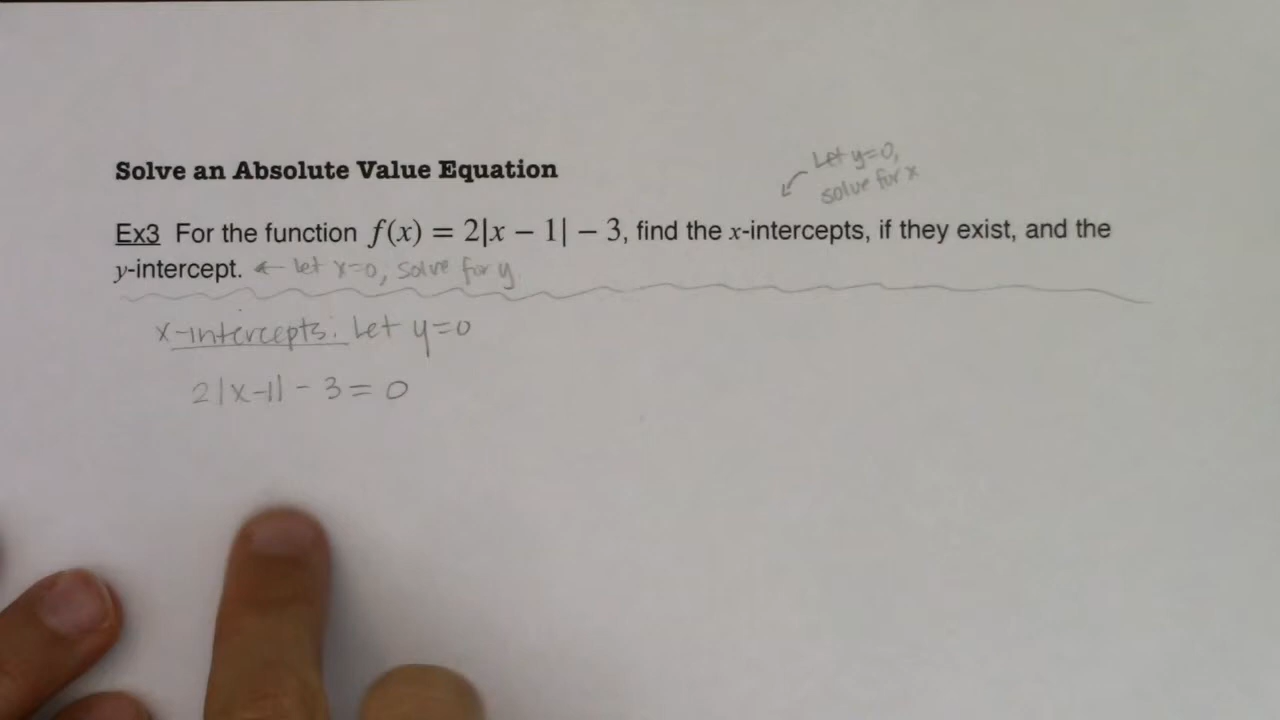 Solve an Absolute Value Equation
Let y=0,
solve for x
Ex3 For the function f(x) = 2|x − 1| − 3, find the x-intercepts, if they exist, and the
y-intercept. ← let x=0, solve for y
x-intercepts: Let y=0
2|x-1| - 3 = 0